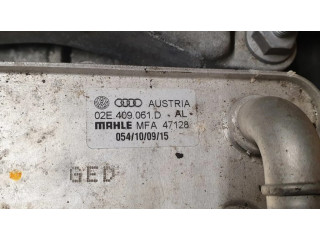 AUSTRIA
02E.409.061.D - AL -
MAHLE MFA 47128
054/10/09/15
GED